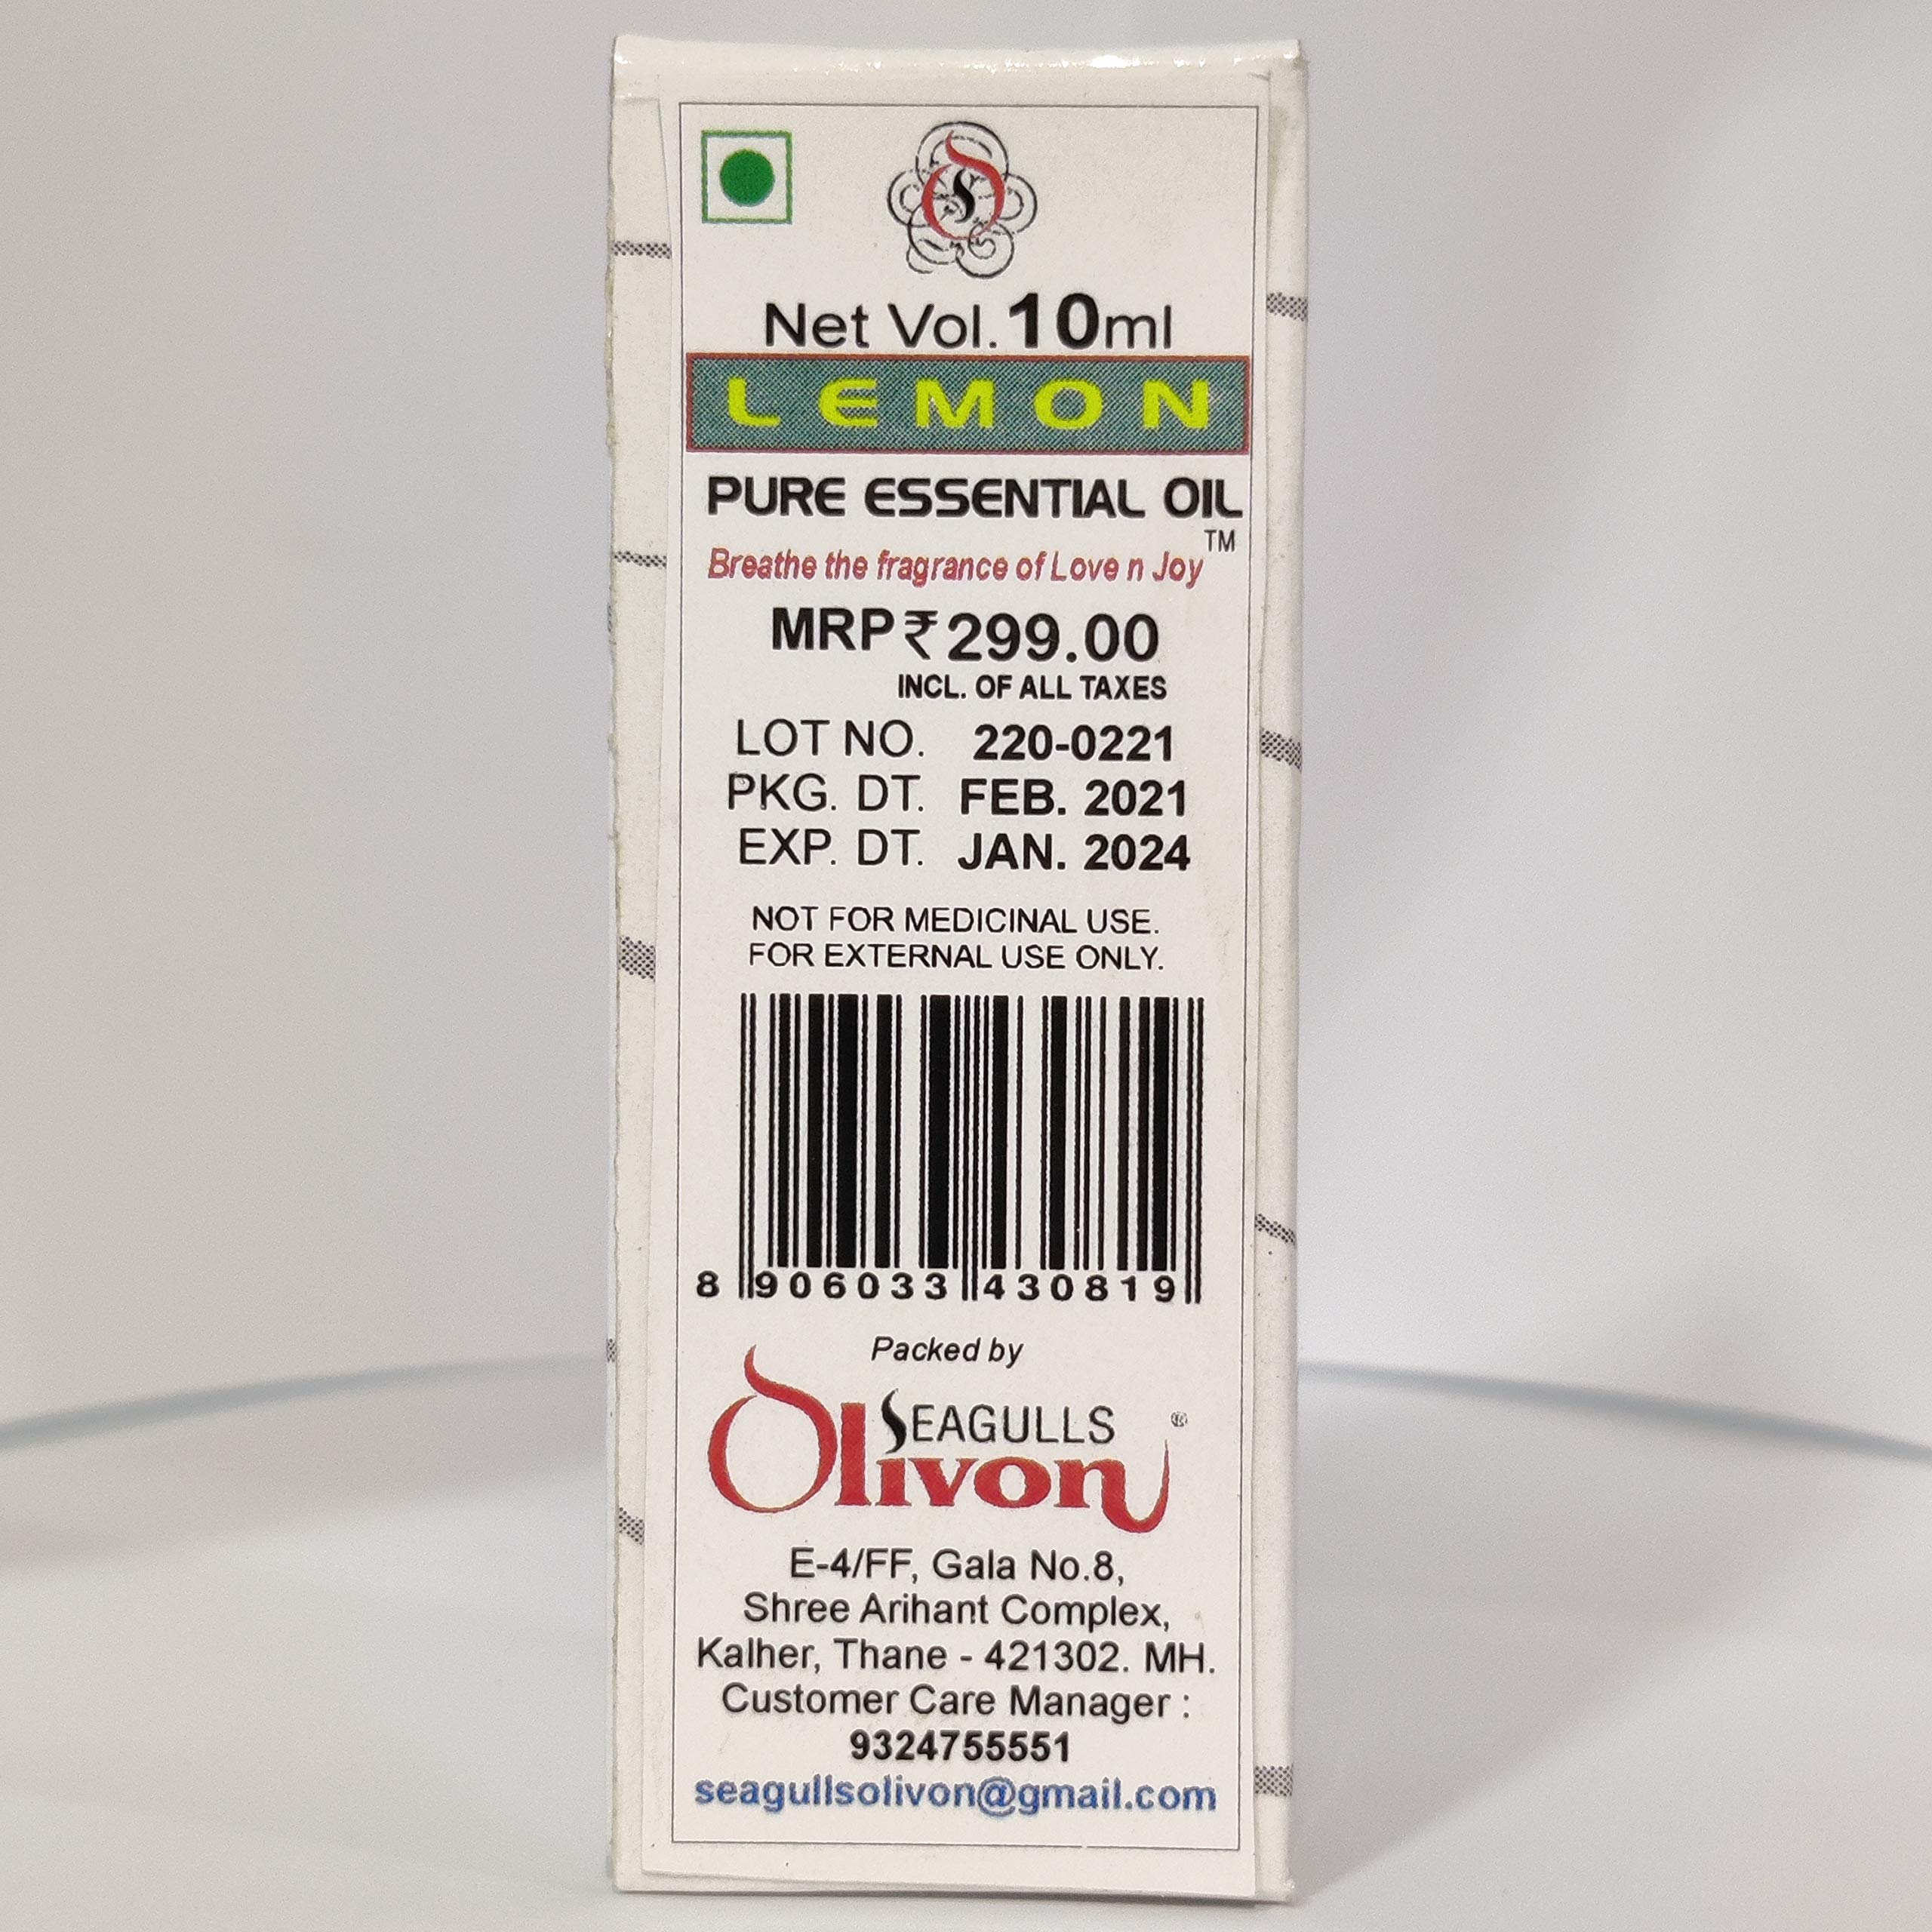 Net Vol. 10ml
LEMON
PURE ESSENTIAL OIL
Breathe the fragrance of Love n Joy ™
MRP ₹ 299.00
INCL. OF ALL TAXES
LOT NO. 220-0221
PKG. DT. FEB. 2021
EXP. DT. JAN. 2024
NOT FOR MEDICINAL USE.
FOR EXTERNAL USE ONLY.
8 906033 430819
Packed by
SEAGULLS ®
Olivon
E-4/FF, Gala No.8,
Shree Arihant Complex,
Kalher, Thane - 421302. MH.
Customer Care Manager :
9324755551
seagullsolivon@gmail.com